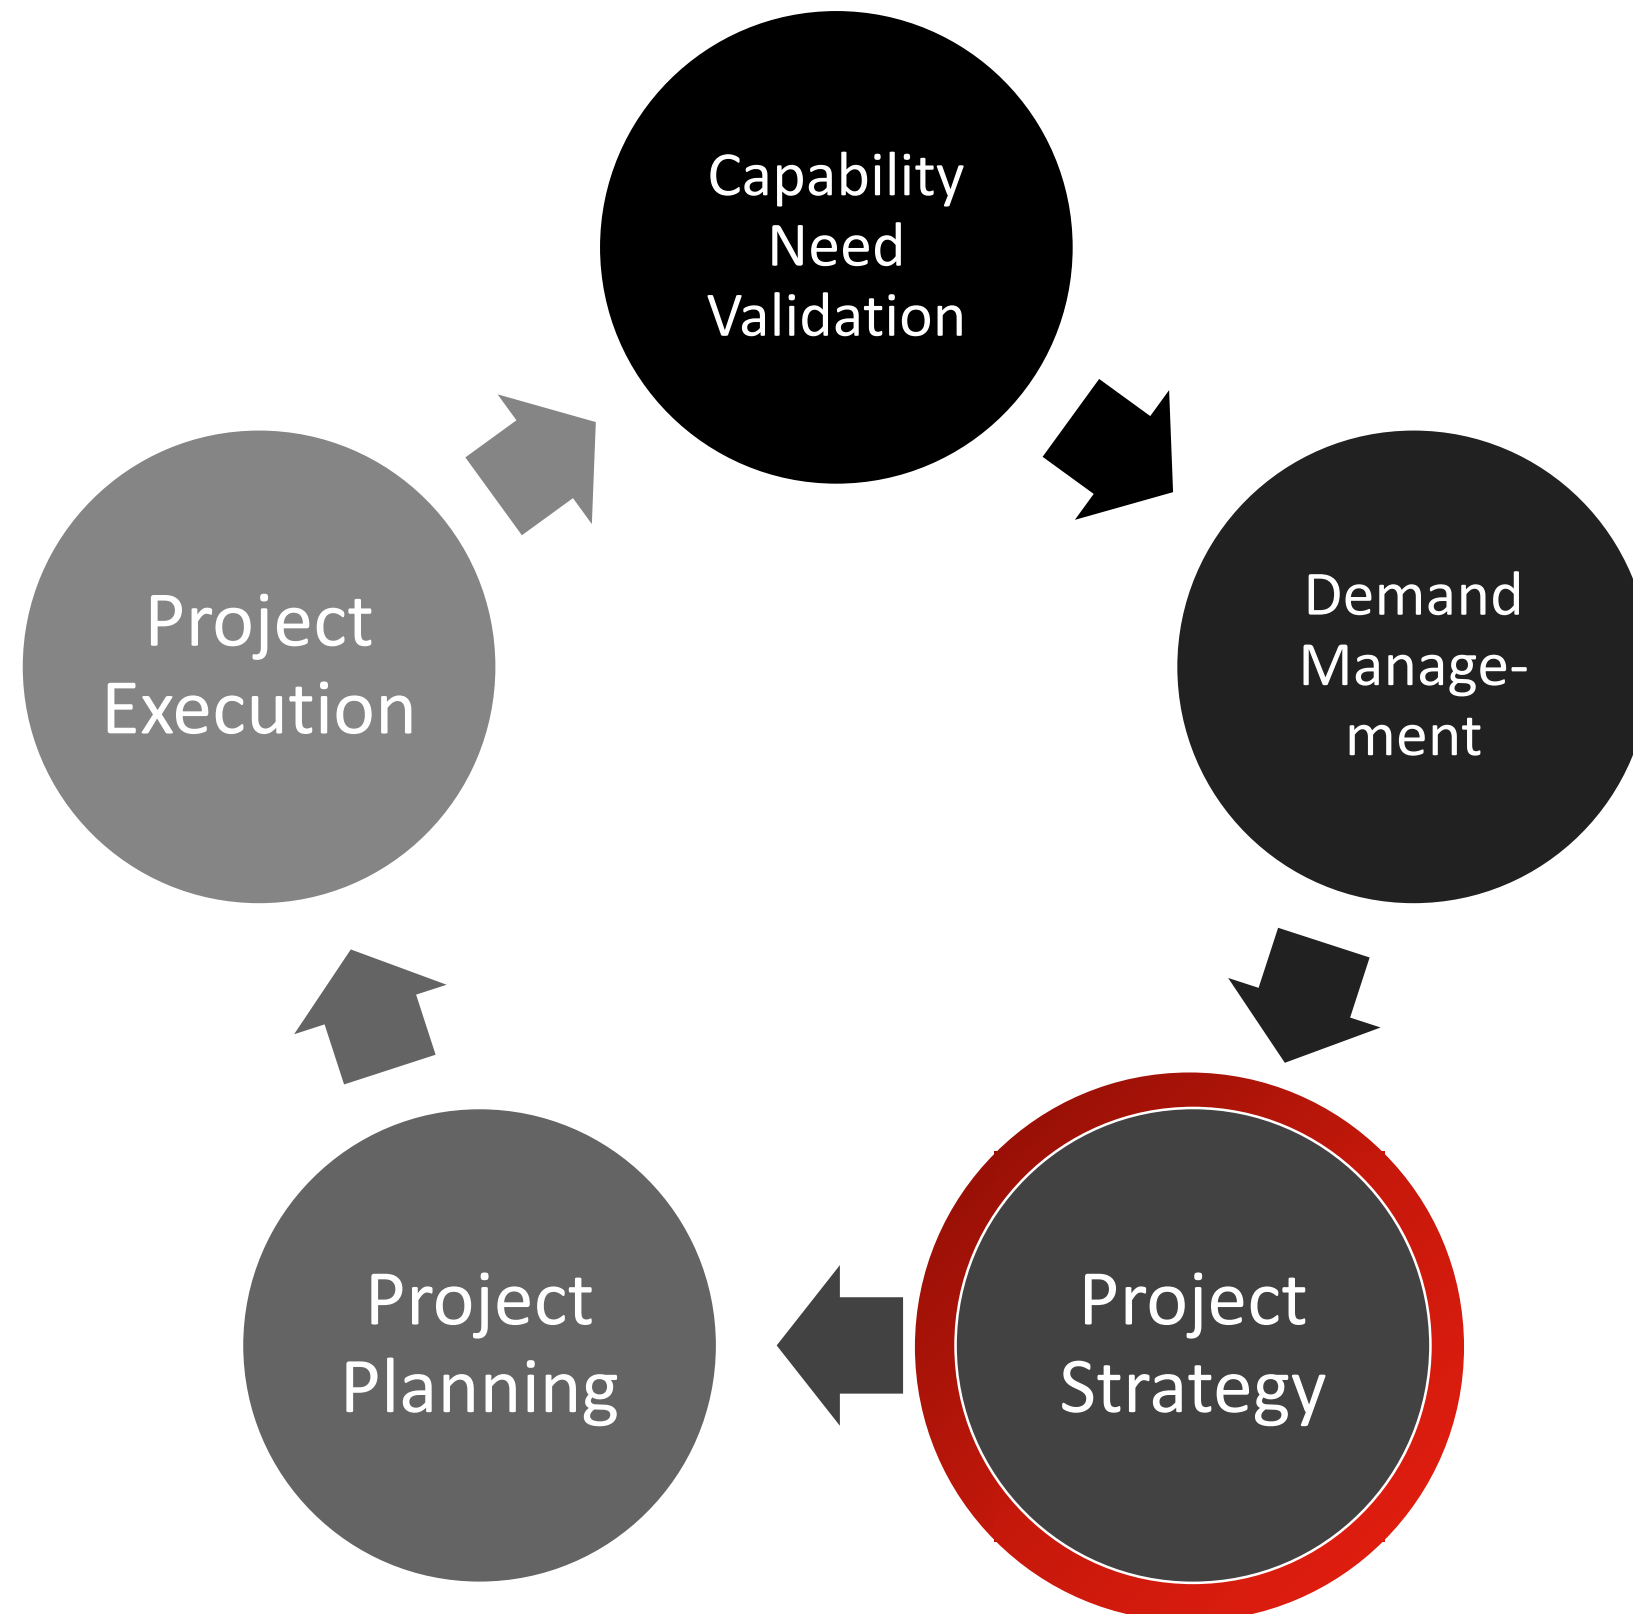 Capability
Need
Validation
Demand
Manage-
ment
Project
Strategy
Project
Planning
Project
Execution